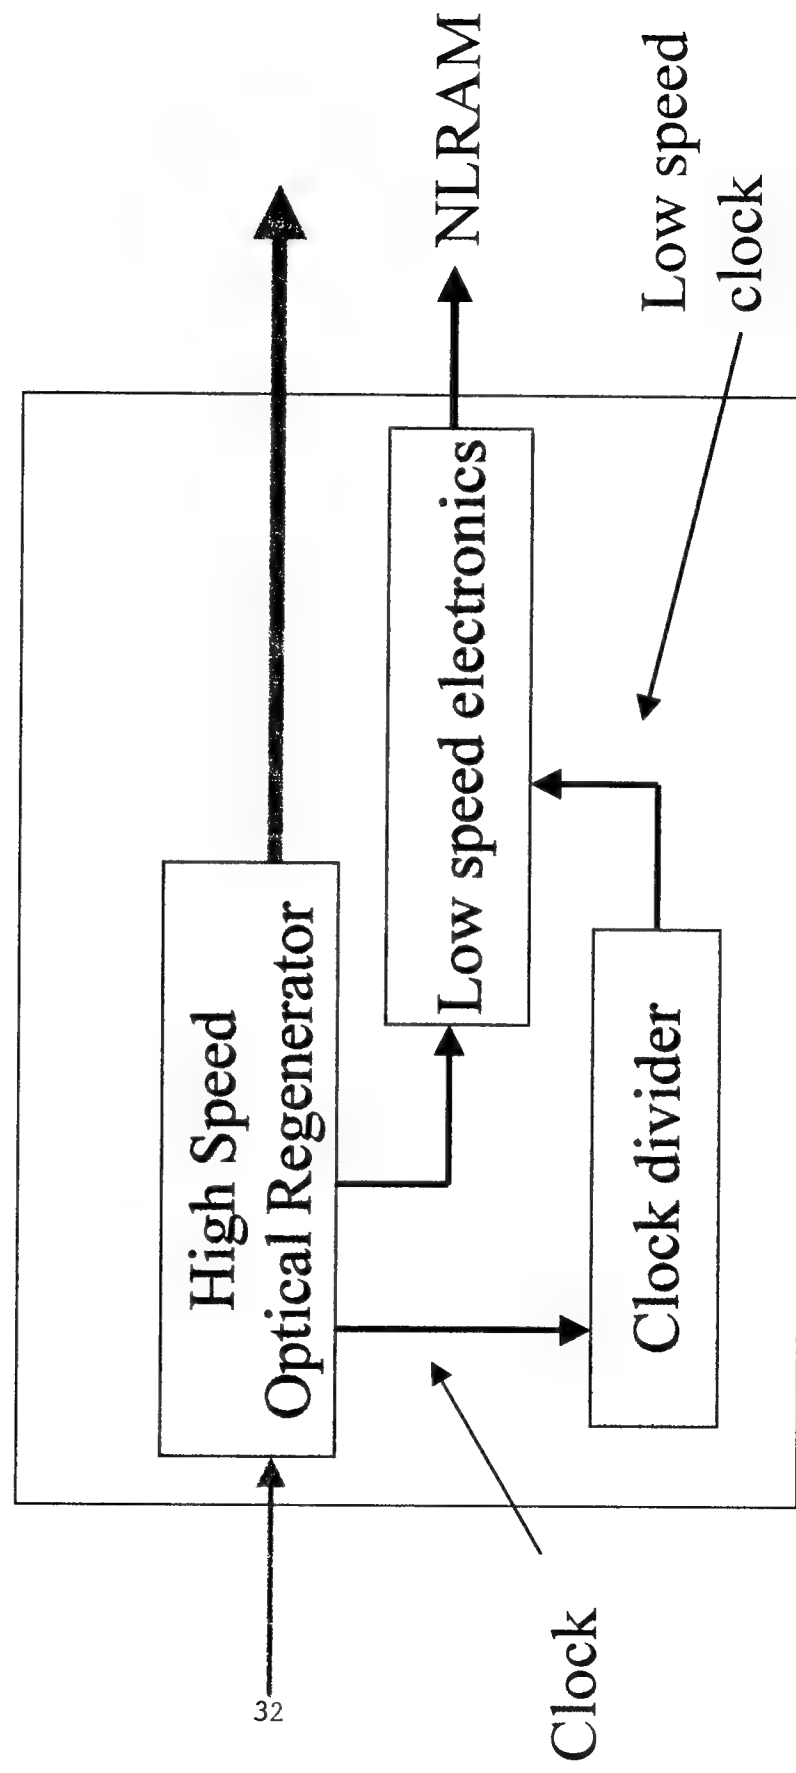 High Speed
Optical Regenerator
Low speed electronics
NLRAM
Clock divider
Low speed
clock
Clock
32